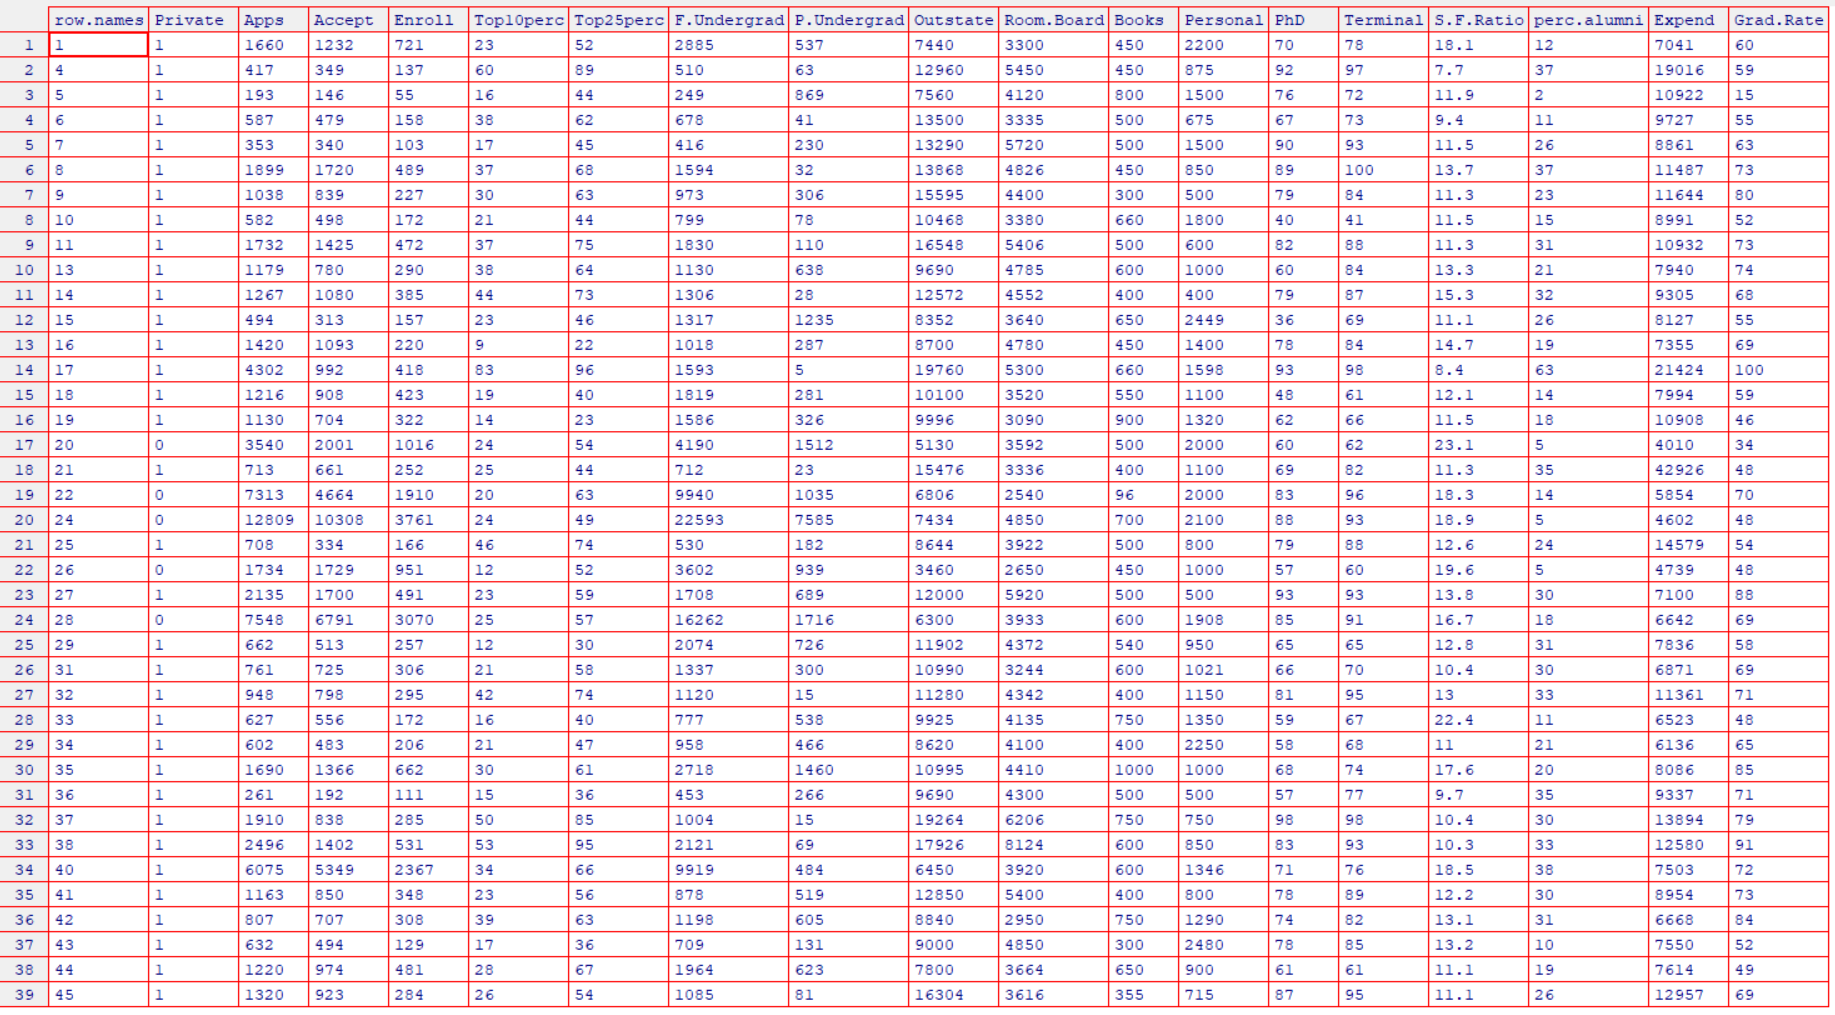 row.names Private Apps Accept Enroll Top10perc Top25perc F.Undergrad P.Undergrad Outstate Room.Board Books Personal PhD Terminal S.F.Ratio perc.alumni Expend Grad.Rate
1 1 1 1660 1232 721 23 52 2885 537 7440 3300 450 2200 70 78 18.1 12 7041 60
2 4 1 417 349 137 60 89 510 63 12960 5450 450 875 92 97 7.7 37 19016 59
3 5 1 193 146 55 16 44 249 869 7560 4120 800 1500 76 72 11.9 2 10922 15
4 6 1 587 479 158 38 62 678 41 13500 3335 500 675 67 73 9.4 11 9727 55
5 7 1 353 340 103 17 45 416 230 13290 5720 500 1500 90 93 11.5 26 8861 63
6 8 1 1899 1720 489 37 68 1594 32 13868 4826 450 850 89 100 13.7 37 11487 73
7 9 1 1038 839 227 30 63 973 306 15595 4400 300 500 79 84 11.3 23 11644 80
8 10 1 582 498 172 21 44 799 78 10468 3380 660 1800 40 41 11.5 15 8991 52
9 11 1 1732 1425 472 37 75 1830 110 16548 5406 500 600 82 88 11.3 31 10932 73
10 13 1 1179 780 290 38 64 1130 638 9690 4785 600 1000 60 84 13.3 21 7940 74
11 14 1 1267 1080 385 44 73 1306 28 12572 4552 400 400 79 87 15.3 32 9305 68
12 15 1 494 313 157 23 46 1317 1235 8352 3640 650 2449 36 69 11.1 26 8127 55
13 16 1 1420 1093 220 9 22 1018 287 8700 4780 450 1400 78 84 14.7 19 7355 69
14 17 1 4302 992 418 83 96 1593 5 19760 5300 660 1598 93 98 8.4 63 21424 100
15 18 1 1216 908 423 19 40 1819 281 10100 3520 550 1100 48 61 12.1 14 7994 59
16 19 1 1130 704 322 14 23 1586 326 9996 3090 900 1320 62 66 11.5 18 10908 46
17 20 0 3540 2001 1016 24 54 4190 1512 5130 3592 500 2000 60 62 23.1 5 4010 34
18 21 1 713 661 252 25 44 712 23 15476 3336 400 1100 69 82 11.3 35 42926 48
19 22 0 7313 4664 1910 20 63 9940 1035 6806 2540 96 2000 83 96 18.3 14 5854 70
20 24 0 12809 10308 3761 24 49 22593 7585 7434 4850 700 2100 88 93 18.9 5 4602 48
21 25 1 708 334 166 46 74 530 182 8644 3922 500 800 79 88 12.6 24 14579 54
22 26 0 1734 1729 951 12 52 3602 939 3460 2650 450 1000 57 60 19.6 5 4739 48
23 27 1 2135 1700 491 23 59 1708 689 12000 5920 500 500 93 93 13.8 30 7100 88
24 28 0 7548 6791 3070 25 57 16262 1716 6300 3933 600 1908 85 91 16.7 18 6642 69
25 29 1 662 513 257 12 30 2074 726 11902 4372 540 950 65 65 12.8 31 7836 58
26 31 1 761 725 306 21 58 1337 300 10990 3244 600 1021 66 70 10.4 30 6871 69
27 32 1 948 798 295 42 74 1120 15 11280 4342 400 1150 81 95 13 33 11361 71
28 33 1 627 556 172 16 40 777 538 9925 4135 750 1350 59 67 22.4 11 6523 48
29 34 1 602 483 206 21 47 958 466 8620 4100 400 2250 58 68 11 21 6136 65
30 35 1 1690 1366 662 30 61 2718 1460 10995 4410 1000 1000 68 74 17.6 20 8086 85
31 36 1 261 192 111 15 36 453 266 9690 4300 500 500 57 77 9.7 35 9337 71
32 37 1 1910 838 285 50 85 1004 15 19264 6206 750 750 98 98 10.4 30 13894 79
33 38 1 2496 1402 531 53 95 2121 69 17926 8124 600 850 83 93 10.3 33 12580 91
34 40 1 6075 5349 2367 34 66 9919 484 6450 3920 600 1346 71 76 18.5 38 7503 72
35 41 1 1163 850 348 23 56 878 519 12850 5400 400 800 78 89 12.2 30 8954 73
36 42 1 807 707 308 39 63 1198 605 8840 2950 750 1290 74 82 13.1 31 6668 84
37 43 1 632 494 129 17 36 709 131 9000 4850 300 2480 78 85 13.2 10 7550 52
38 44 1 1220 974 481 28 67 1964 623 7800 3664 650 900 61 61 11.1 19 7614 49
39 45 1 1320 923 284 26 54 1085 81 16304 3616 355 715 87 95 11.1 26 12957 69